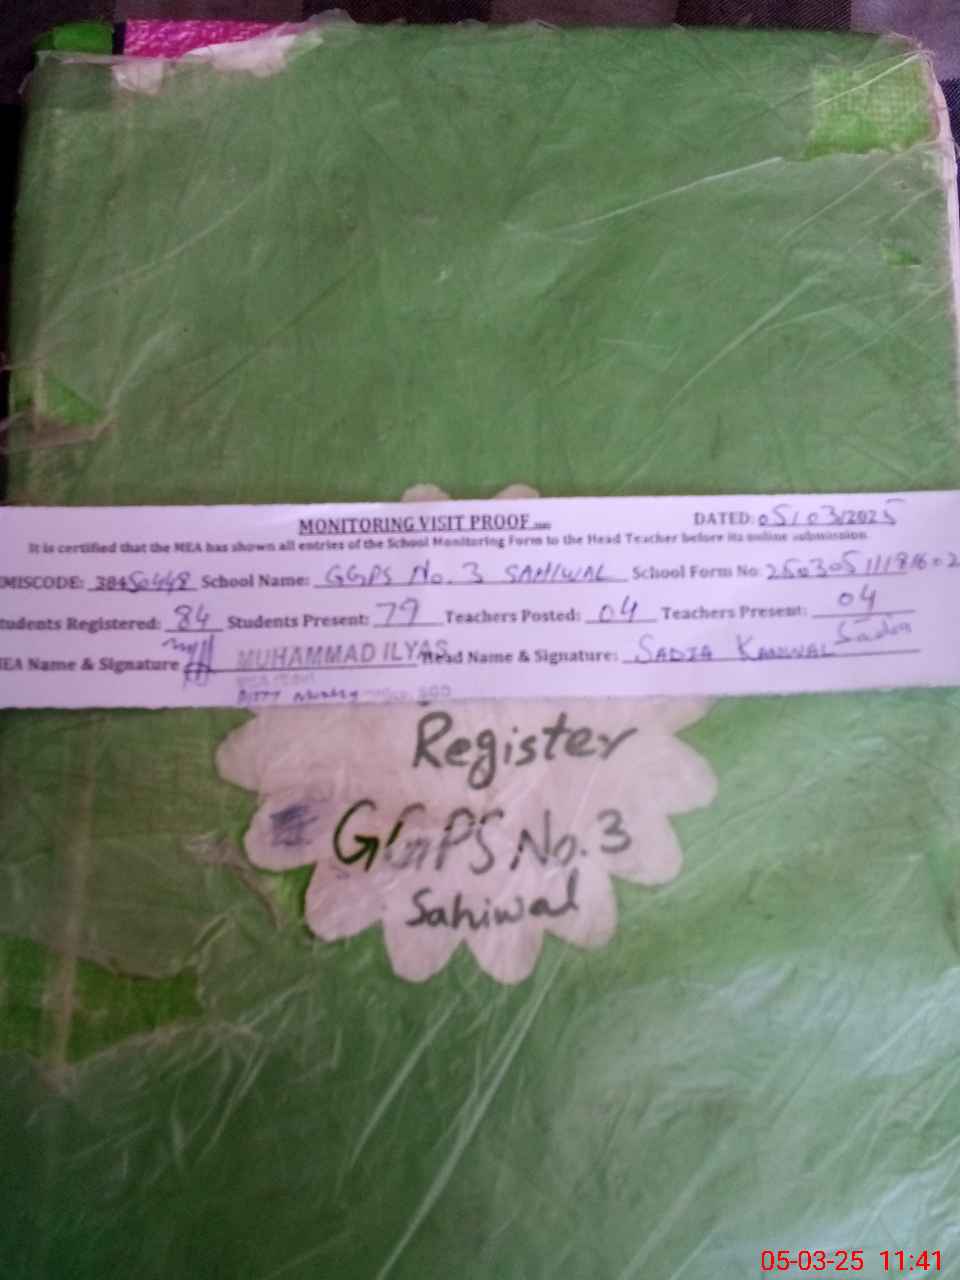 MONITORING VISIT PROOF
DATED: 05/03/2025
It is certified that the MEA has shown all entries of the School Monitoring Form to the Head Teacher before its online submission
EMISCODE: 38450448 School Name: GGPS No. 3 SAHIWAL School Form No:
Students Registered: 84 Students Present: 79 Teachers Posted: 04 Teachers Present: 04
MEA Name & Signature MUHAMMAD ILYAS Head Name & Signature: SADIA KANWAL Sadia
Register
GGPS No. 3
Sahiwal
05-03-25 11:41